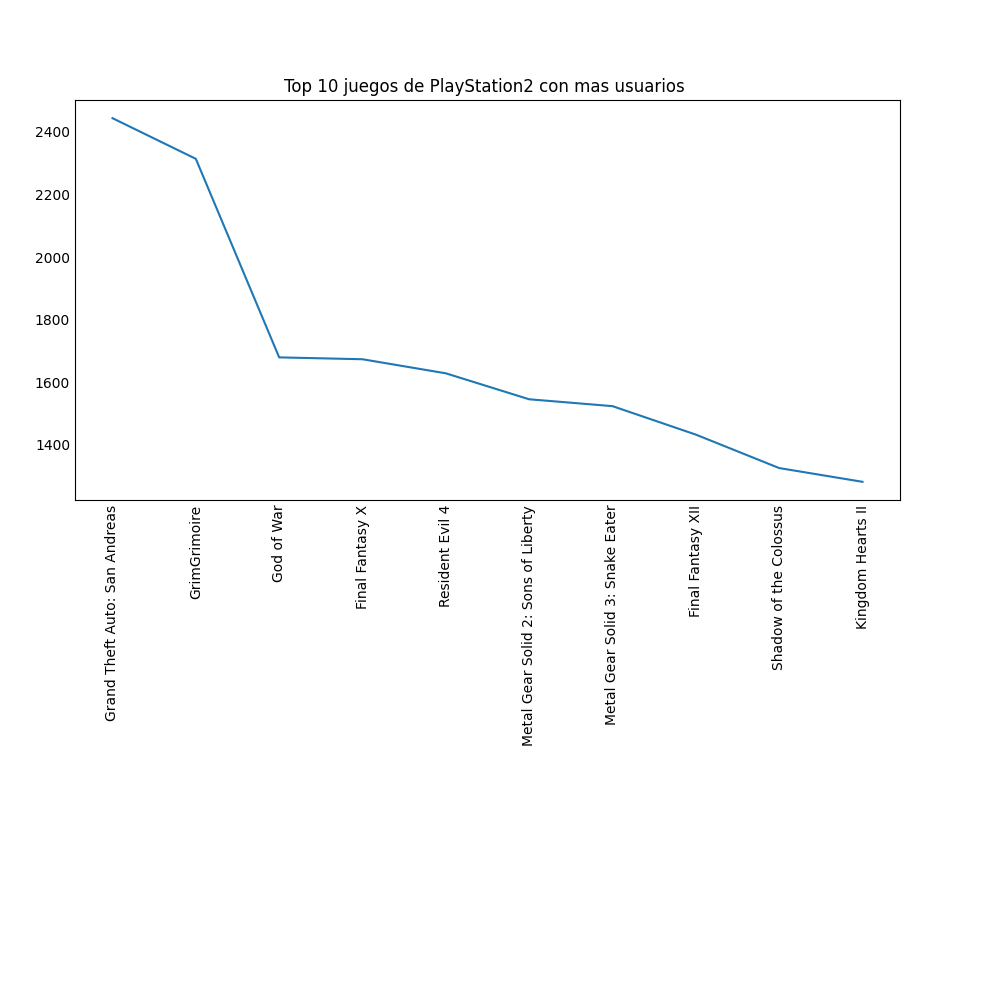 Top 10 juegos de PlayStation2 con mas usuarios
2400
2200
2000
1800
1600
1400
Grand Theft Auto: San Andreas
GrimGrimoire
God of War
Final Fantasy X
Resident Evil 4
Metal Gear Solid 2: Sons of Liberty
Metal Gear Solid 3: Snake Eater
Final Fantasy XII
Shadow of the Colossus
Kingdom Hearts II